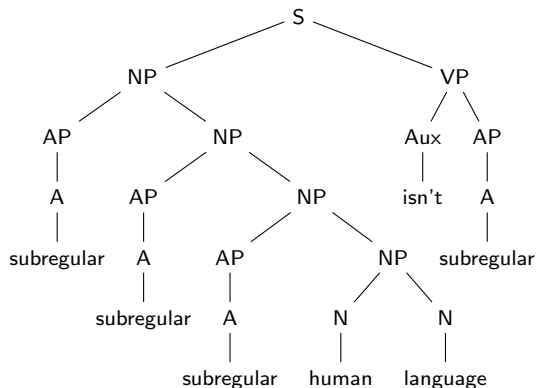 S
NP VP
AP NP Aux AP
A AP NP isn't A
subregular A AP NP subregular
subregular A N N
subregular human language